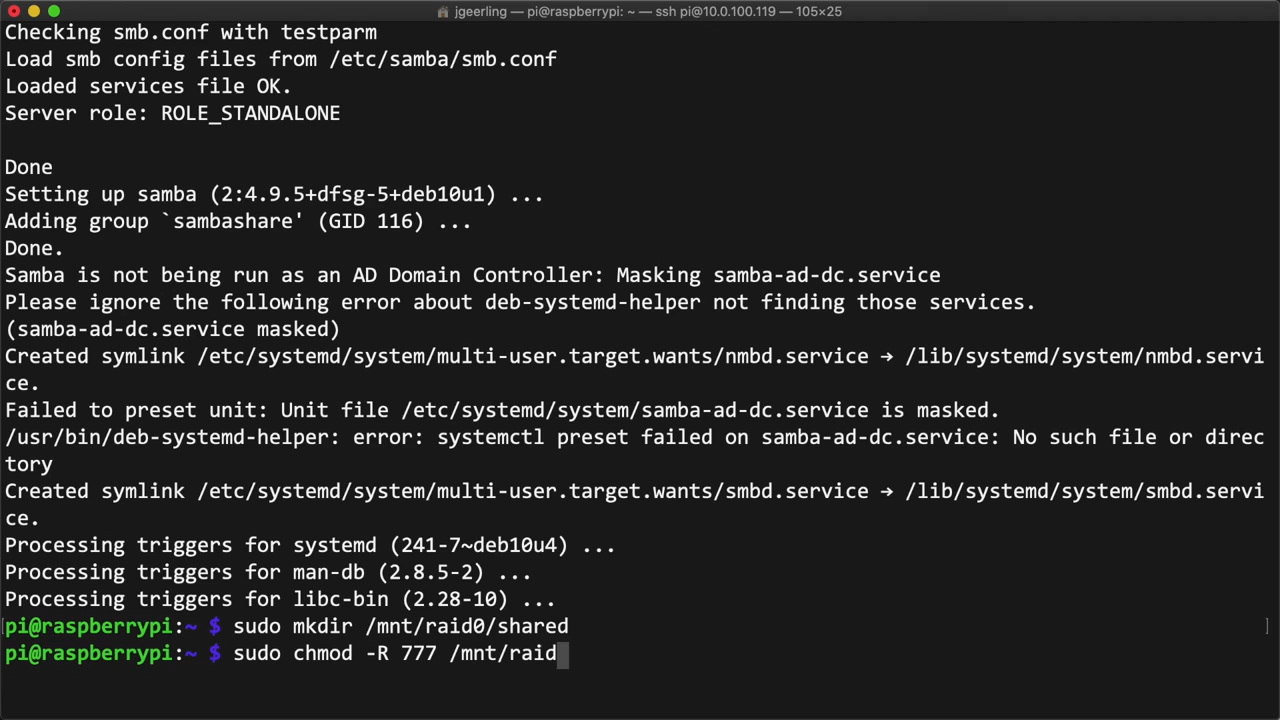 jgeerling — pi@raspberrypi: ~ — ssh pi@10.0.100.119 — 105×25
Checking smb.conf with testparm
Load smb config files from /etc/samba/smb.conf
Loaded services file OK.
Server role: ROLE_STANDALONE
Done
Setting up samba (2:4.9.5+dfsg-5+deb10u1) ...
Adding group `sambashare' (GID 116) ...
Done.
Samba is not being run as an AD Domain Controller: Masking samba-ad-dc.service
Please ignore the following error about deb-systemd-helper not finding those services.
(samba-ad-dc.service masked)
Created symlink /etc/systemd/system/multi-user.target.wants/nmbd.service → /lib/systemd/system/nmbd.servi
ce.
Failed to preset unit: Unit file /etc/systemd/system/samba-ad-dc.service is masked.
/usr/bin/deb-systemd-helper: error: systemctl preset failed on samba-ad-dc.service: No such file or direc
tory
Created symlink /etc/systemd/system/multi-user.target.wants/smbd.service → /lib/systemd/system/smbd.servi
ce.
Processing triggers for systemd (241-7~deb10u4) ...
Processing triggers for man-db (2.8.5-2) ...
Processing triggers for libc-bin (2.28-10) ...
pi@raspberrypi:~ $ sudo mkdir /mnt/raid0/shared
pi@raspberrypi:~ $ sudo chmod -R 777 /mnt/raid